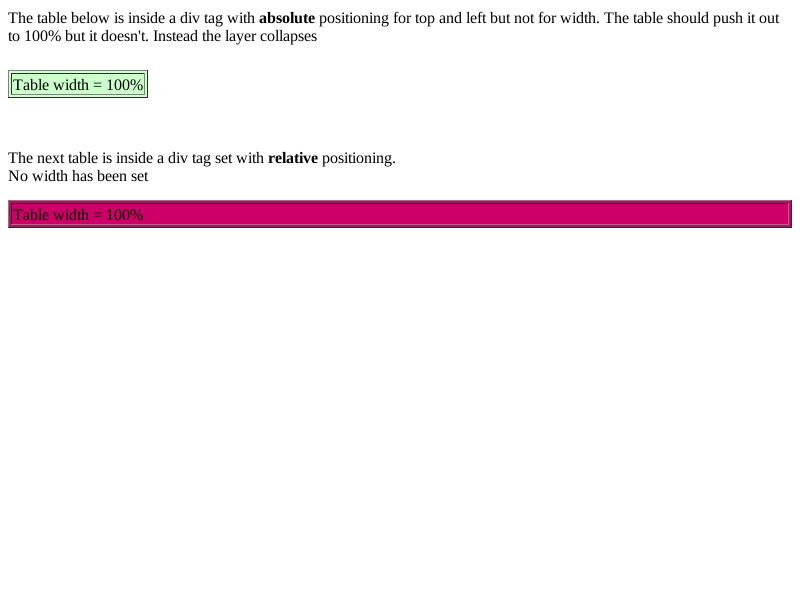 The table below is inside a div tag with absolute positioning for top and left but not for width. The table should push it out
to 100% but it doesn't. Instead the layer collapses
Table width = 100%
The next table is inside a div tag set with relative positioning.
No width has been set
Table width = 100%